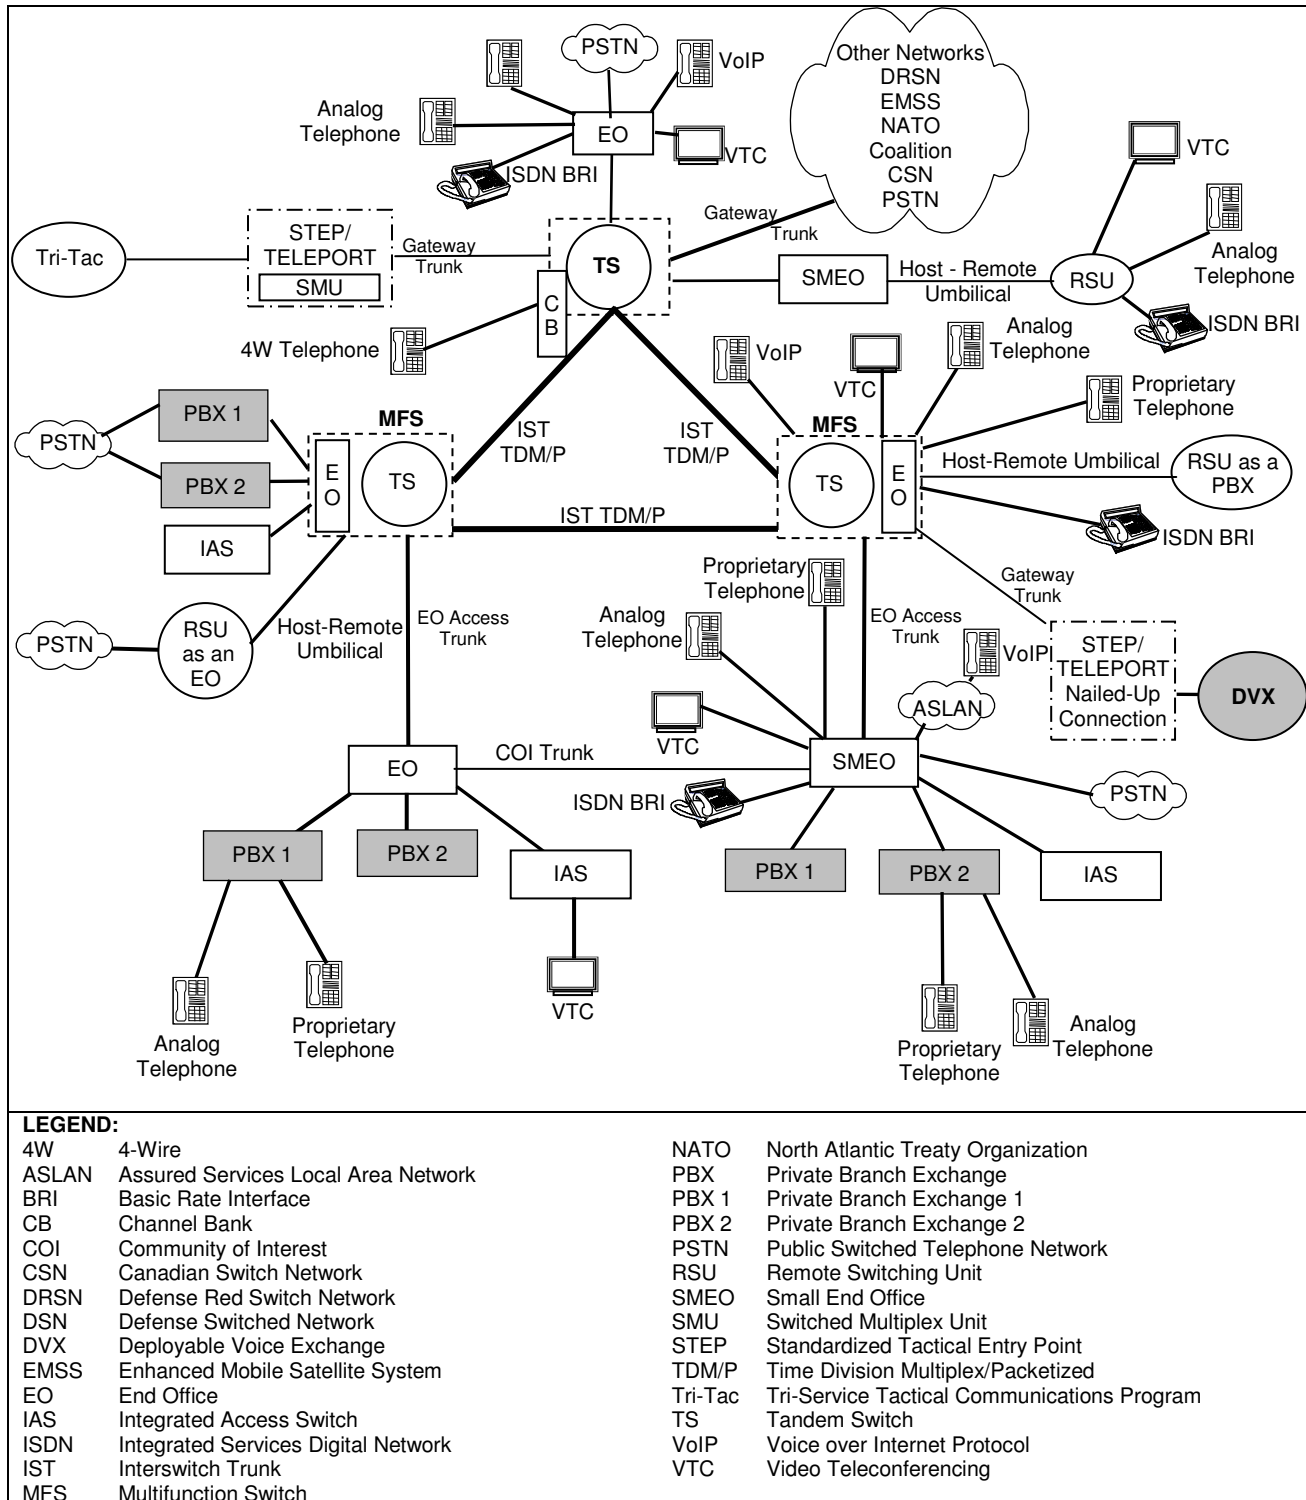 PSTN
VoIP
Analog
Telephone
EO
VTC
ISDN BRI
Other Networks
DRSN
EMSS
NATO
Coalition
CSN
PSTN
VTC
Analog
Telephone
Tri-Tac
STEP/
TELEPORT
SMU
Gateway
Trunk
TS
Gateway
Trunk
SMEO
Host - Remote
Umbilical
RSU
ISDN BRI
C
B
4W Telephone
VoIP
VTC
Analog
Telephone
Proprietary
Telephone
PSTN
PBX 1
PBX 2
IAS
MFS
E
O
TS
IST
TDM/P
IST
TDM/P
IST TDM/P
MFS
TS
E
O
Host-Remote Umbilical
RSU as a
PBX
ISDN BRI
PSTN
RSU
as an
EO
Host-Remote
Umbilical
EO Access
Trunk
Proprietary
Telephone
Analog
Telephone
EO Access
Trunk
Gateway
Trunk
VoIP
ASLAN
STEP/
TELEPORT
Nailed-Up
Connection
DVX
VTC
EO
COI Trunk
SMEO
ISDN BRI
PSTN
PBX 1
PBX 2
IAS
PBX 1
PBX 2
IAS
VTC
Analog
Telephone
Proprietary
Telephone
Proprietary
Telephone
Analog
Telephone
LEGEND:
4W 4-Wire
ASLAN Assured Services Local Area Network
BRI Basic Rate Interface
CB Channel Bank
COI Community of Interest
CSN Canadian Switch Network
DRSN Defense Red Switch Network
DSN Defense Switched Network
DVX Deployable Voice Exchange
EMSS Enhanced Mobile Satellite System
EO End Office
IAS Integrated Access Switch
ISDN Integrated Services Digital Network
IST Interswitch Trunk
MFS Multifunction Switch
NATO North Atlantic Treaty Organization
PBX Private Branch Exchange
PBX 1 Private Branch Exchange 1
PBX 2 Private Branch Exchange 2
PSTN Public Switched Telephone Network
RSU Remote Switching Unit
SMEO Small End Office
SMU Switched Multiplex Unit
STEP Standardized Tactical Entry Point
TDM/P Time Division Multiplex/Packetized
Tri-Tac Tri-Service Tactical Communications Program
TS Tandem Switch
VoIP Voice over Internet Protocol
VTC Video Teleconferencing